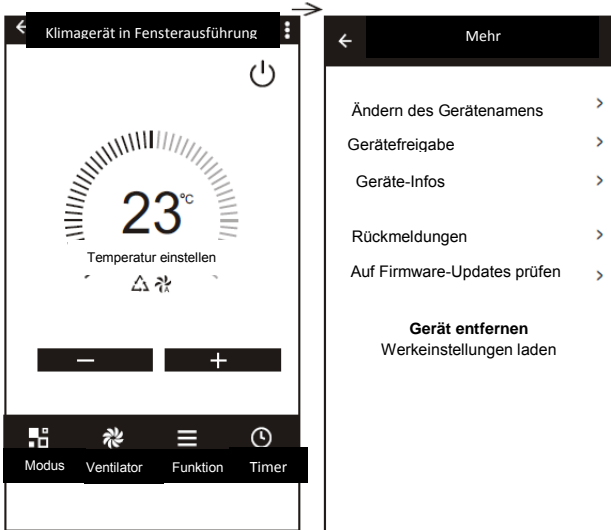 Klimagerät in Fensterausführung
23°C
Temperatur einstellen
A
Modus
Ventilator
Funktion
Timer
Mehr
Ändern des Gerätenamens
Gerätefreigabe
Geräte-Infos
Rückmeldungen
Auf Firmware-Updates prüfen
Gerät entfernen
Werkeinstellungen laden